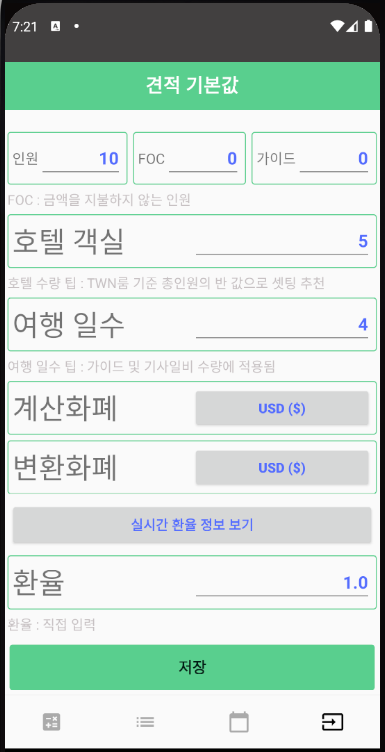 7:21
견적 기본값
인원 10 FOC 0 가이드 0
FOC : 금액을 지불하지 않는 인원
호텔 객실 5
호텔 수량 팁 : TWN룸 기준 총인원의 반 값으로 셋팅 추천
여행 일수 4
여행 일수 팁 : 가이드 및 기사일비 수량에 적용됨
계산화폐 USD ($)
변환화폐 USD ($)
실시간 환율 정보 보기
환율 1.0
환율 : 직접 입력
저장